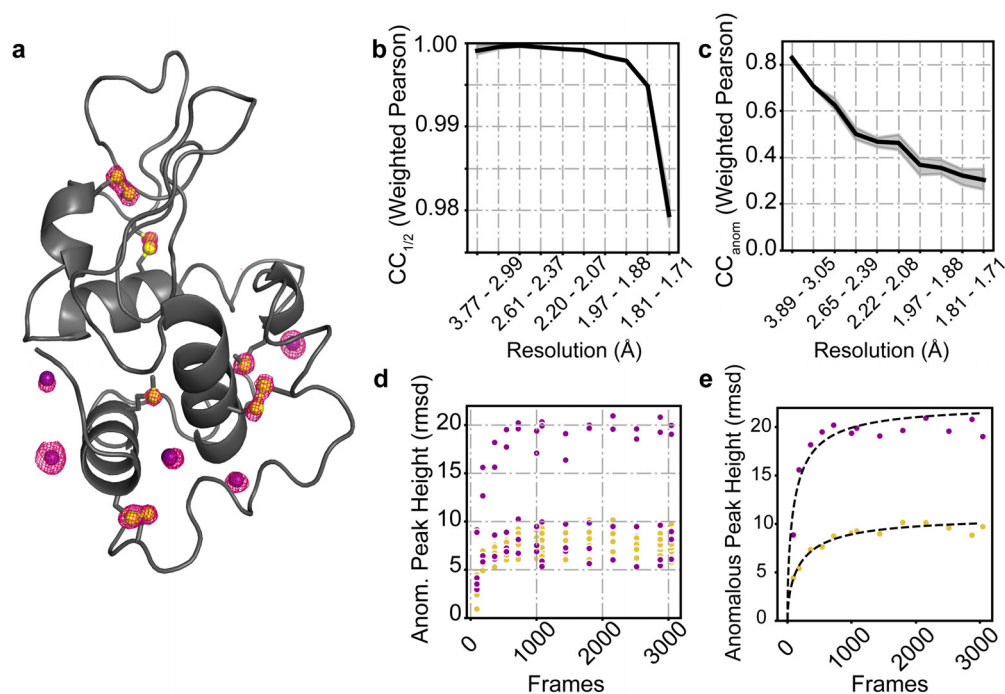 a
b
CC1/2 (Weighted Pearson)
1.00
0.99
0.98
3.77 - 2.99
2.61 - 2.37
2.20 - 2.07
1.97 - 1.88
1.81 - 1.71
Resolution (Å)
c
CCanom (Weighted Pearson)
0.8
0.6
0.4
0.2
0.0
3.89 - 3.05
2.65 - 2.39
2.22 - 2.08
1.97 - 1.88
1.81 - 1.71
Resolution (Å)
d
Anom. Peak Height (rmsd)
20
15
10
5
0
0
1000
2000
3000
Frames
e
Anomalous Peak Height (rmsd)
20
15
10
5
0
0
1000
2000
3000
Frames